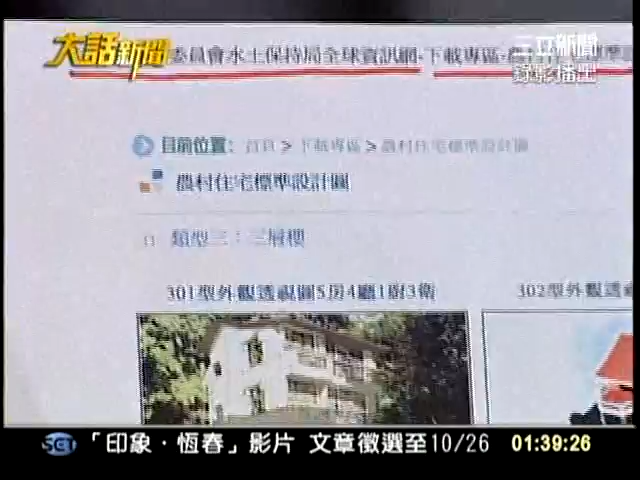 大話新聞
委員會水土保持局全球資訊網-下載專區-
三立新聞
錄影播出
目前位置：首頁 > 下載專區 > 農村住宅標準設計圖
農村住宅標準設計圖
類型三：三層樓
301型外觀透視圖5房4廳1廚3衛
302型外觀透視
SET 「印象‧恆春」影片 文章徵選至10/26 01:39:26